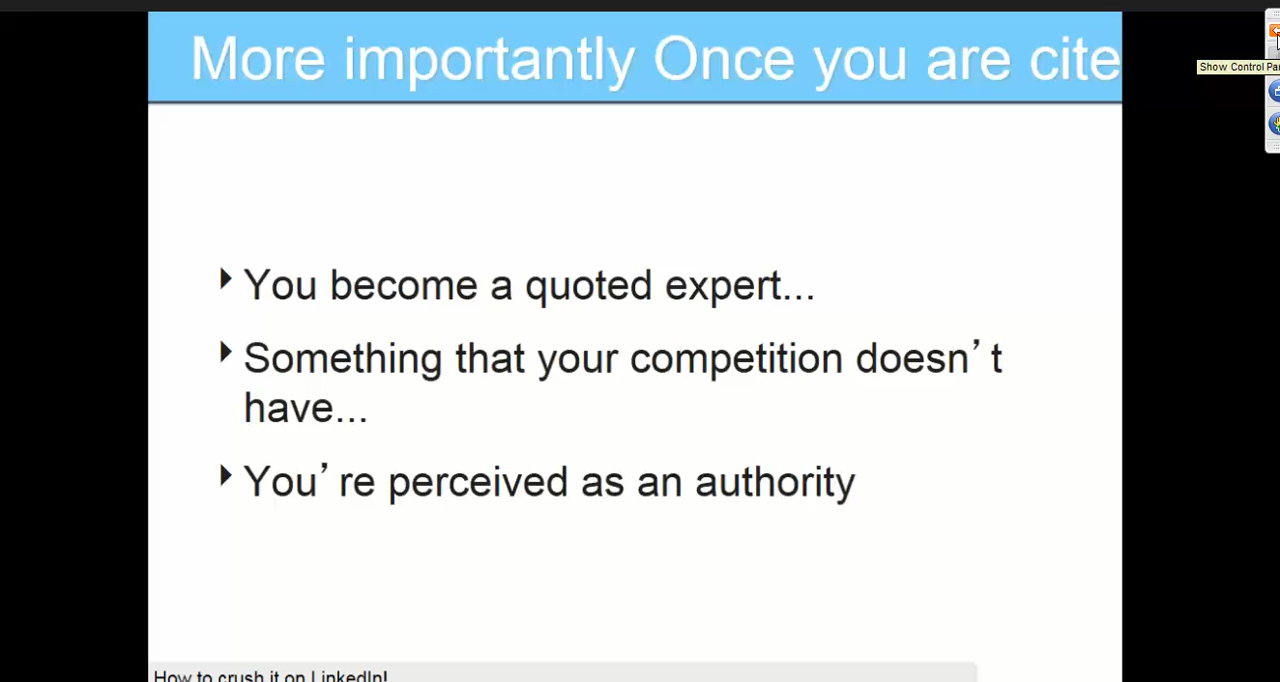 More importantly Once you are cite
Show Control Pa
You become a quoted expert...
Something that your competition doesn’t
have...
You’re perceived as an authority
How to crush it on LinkedIn!